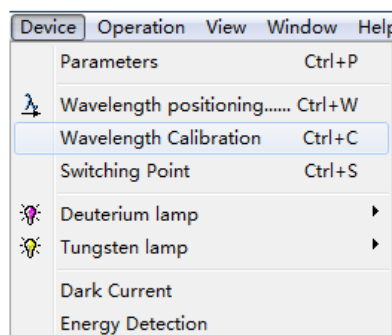 Device Operation View Window Help
Parameters Ctrl+P
Wavelength positioning...... Ctrl+W
Wavelength Calibration Ctrl+C
Switching Point Ctrl+S
Deuterium lamp
Tungsten lamp
Dark Current
Energy Detection